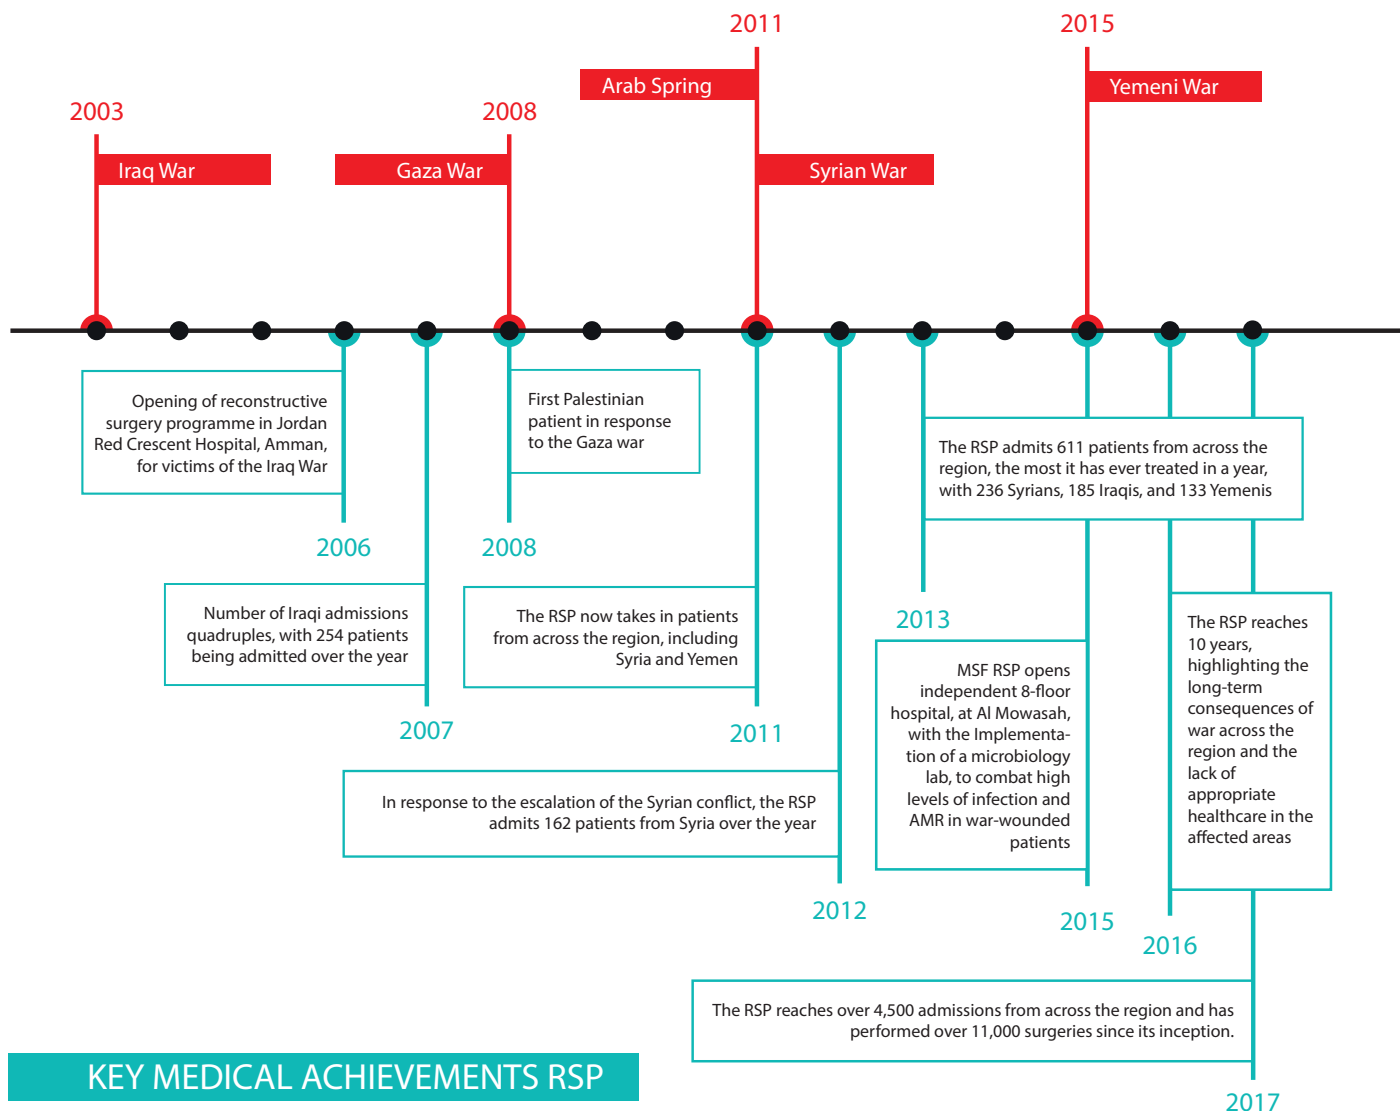 2011
2015
Arab Spring
Yemeni War
2003
2008
Iraq War
Gaza War
Syrian War
Opening of reconstructive
surgery programme in Jordan
Red Crescent Hospital, Amman,
for victims of the Iraq War
2006
First Palestinian
patient in response
to the Gaza war
2008
The RSP admits 611 patients from across the
region, the most it has ever treated in a year,
with 236 Syrians, 185 Iraqis, and 133 Yemenis
2013
Number of Iraqi admissions
quadruples, with 254 patients
being admitted over the year
2007
The RSP now takes in patients
from across the region, including
Syria and Yemen
2011
MSF RSP opens
independent 8-floor
hospital, at Al Mowasah,
with the Implementa-
tion of a microbiology
lab, to combat high
levels of infection and
AMR in war-wounded
patients
2015
The RSP reaches
10 years,
highlighting the
long-term
consequences of
war across the
region and the
lack of
appropriate
healthcare in the
affected areas
2016
In response to the escalation of the Syrian conflict, the RSP
admits 162 patients from Syria over the year
2012
The RSP reaches over 4,500 admissions from across the region and has
performed over 11,000 surgeries since its inception.
2017
KEY MEDICAL ACHIEVEMENTS RSP